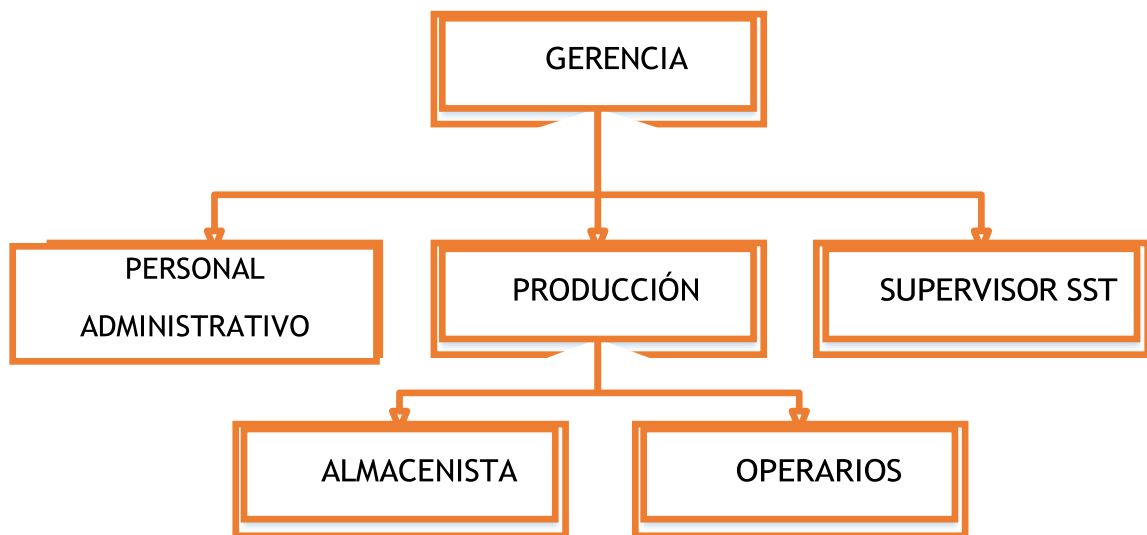 GERENCIA
PERSONAL
ADMINISTRATIVO
PRODUCCIÓN
SUPERVISOR SST
ALMACENISTA
OPERARIOS